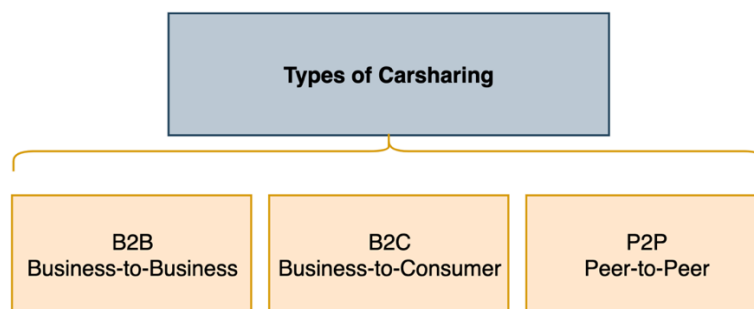 Types of Carsharing
B2B
Business-to-Business
B2C
Business-to-Consumer
P2P
Peer-to-Peer